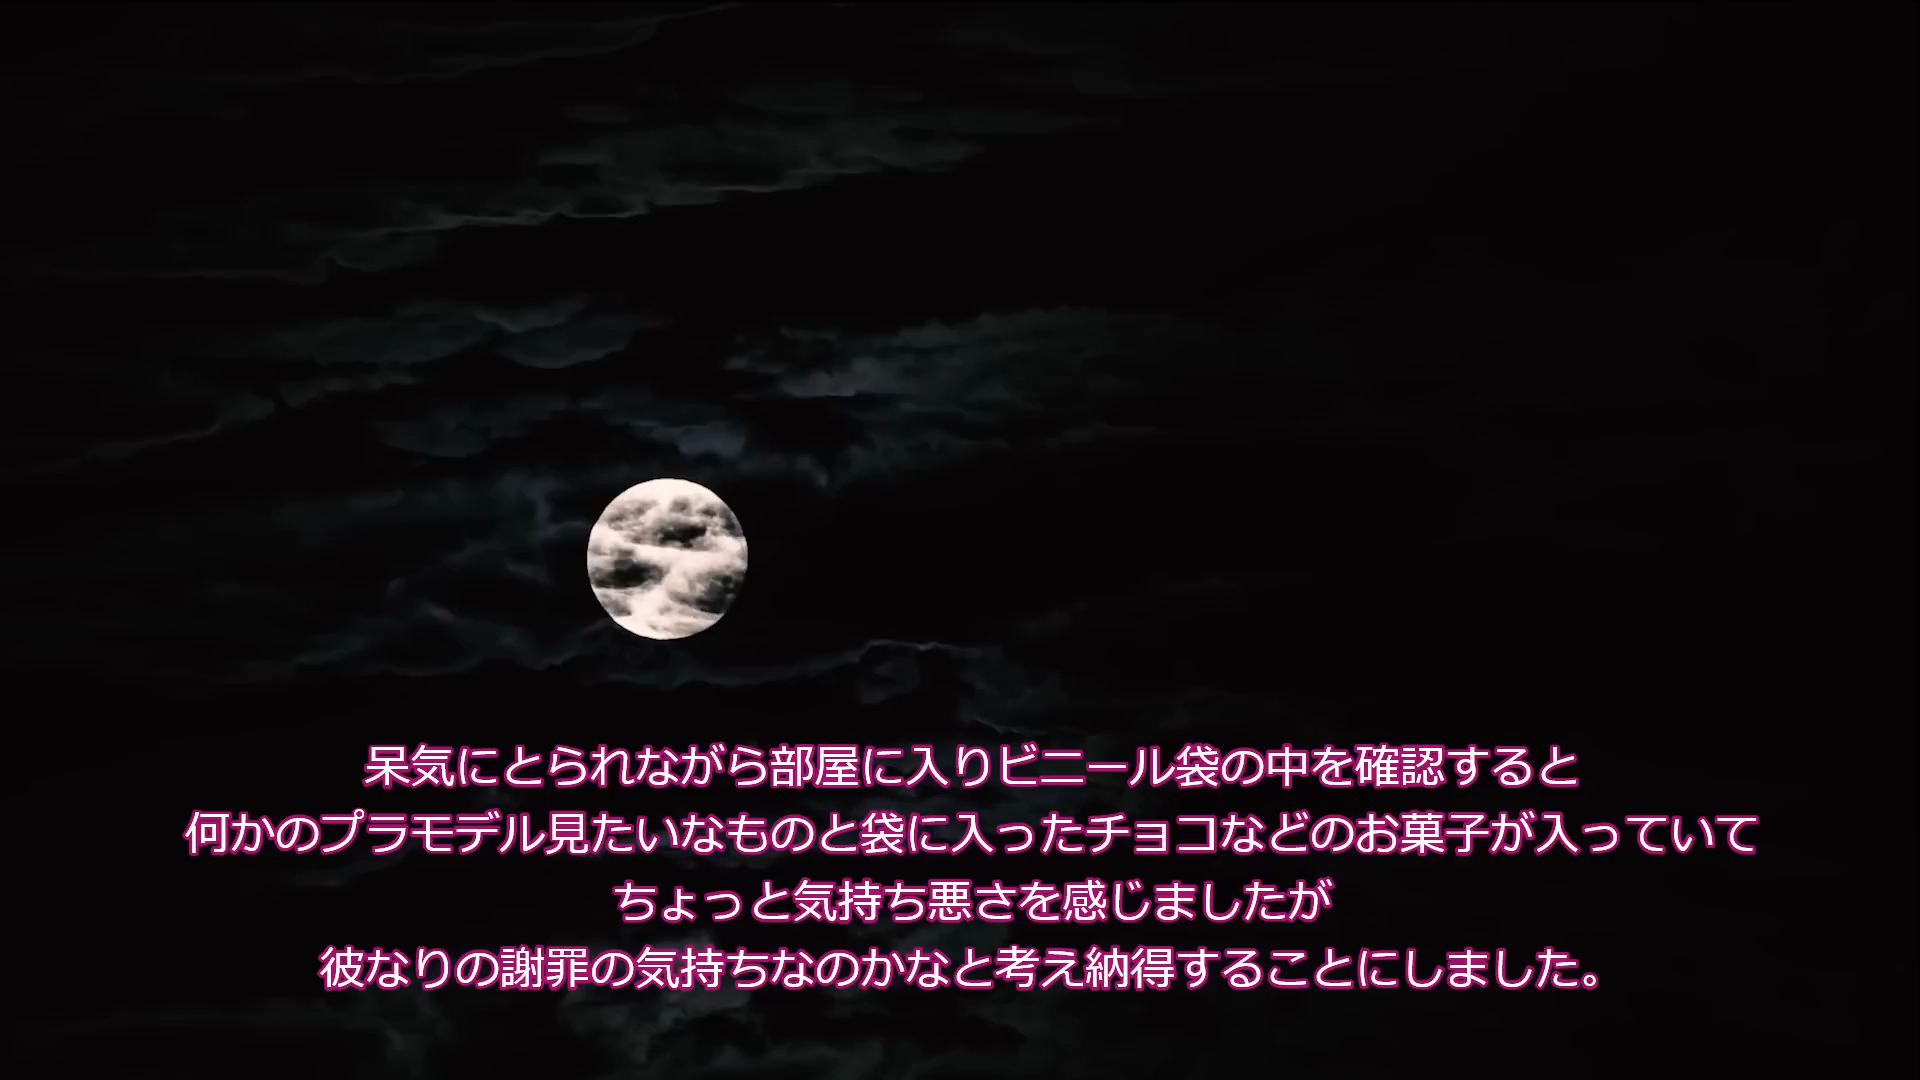 呆気にとられながら部屋に入りビニール袋の中を確認すると
何かのプラモデル見たいなものと袋に入ったチョコなどのお菓子が入っていて
ちょっと気持ち悪さを感じましたが
彼なりの謝罪の気持ちなのかなと考え納得することにしました。